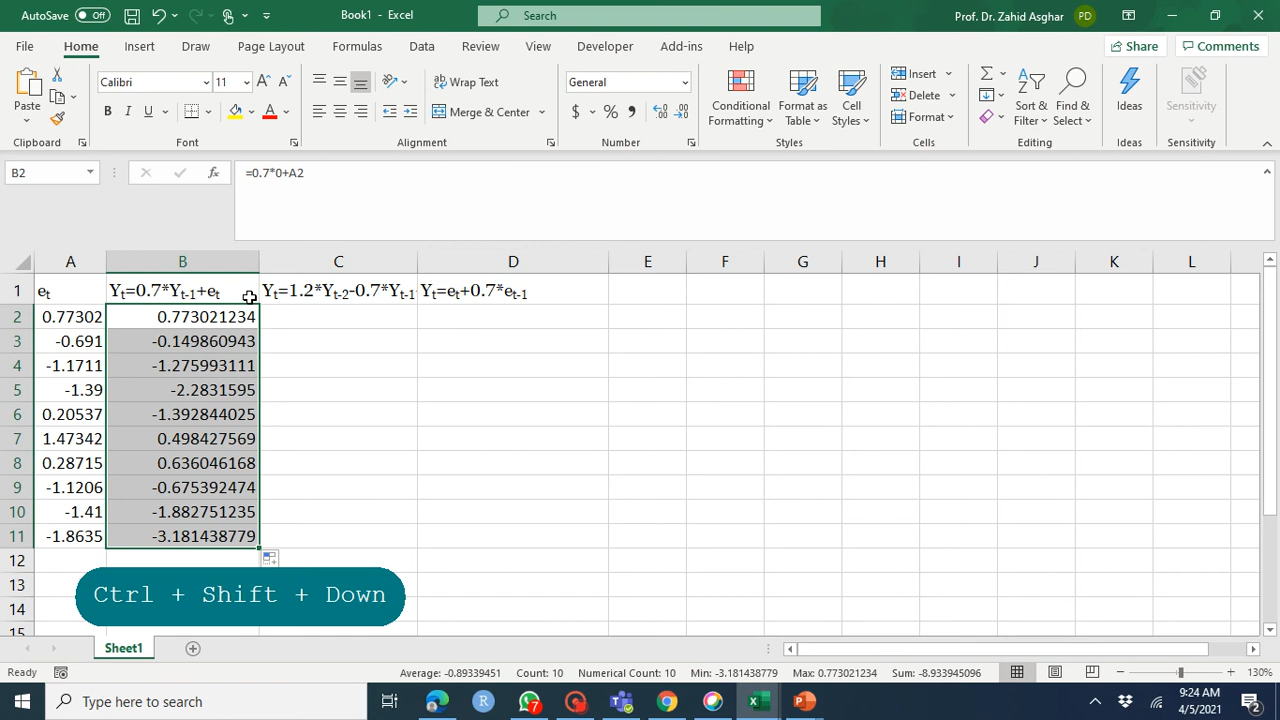 AutoSave Off Book1 - Excel Search Prof. Dr. Zahid Asghar PD
File Home Insert Draw Page Layout Formulas Data Review View Developer Add-ins Help Share Comments
Paste Calibri 11 Wrap Text General Conditional Formatting Format as Table Cell Styles Insert Sort & Filter Find & Select Ideas Sensitivity
B I U A Merge & Center $ % Delete
Format
Clipboard Font Alignment Number Styles Cells Editing Ideas Sensitivity
B2 fx =0.7*0+A2
A B C D E F G H I J K L
1 et Yt=0.7*Yt-1+et Yt=1.2*Yt-2-0.7*Yt-1 Yt=et+0.7*et-1
2 0.77302 0.773021234
3 -0.691 -0.149860943
4 -1.1711 -1.275993111
5 -1.39 -2.2831595
6 0.20537 -1.392844025
7 1.47342 0.498427569
8 0.28715 0.636046168
9 -1.1206 -0.675392474
10 -1.41 -1.882751235
11 -1.8635 -3.181438779
12
13
14
15
Ctrl + Shift + Down
Sheet1
Ready Average: -0.89339451 Count: 10 Numerical Count: 10 Min: -3.181438779 Max: 0.773021234 Sum: -8.933945096 130%
Type here to search 7 9:24 AM
4/5/2021 2